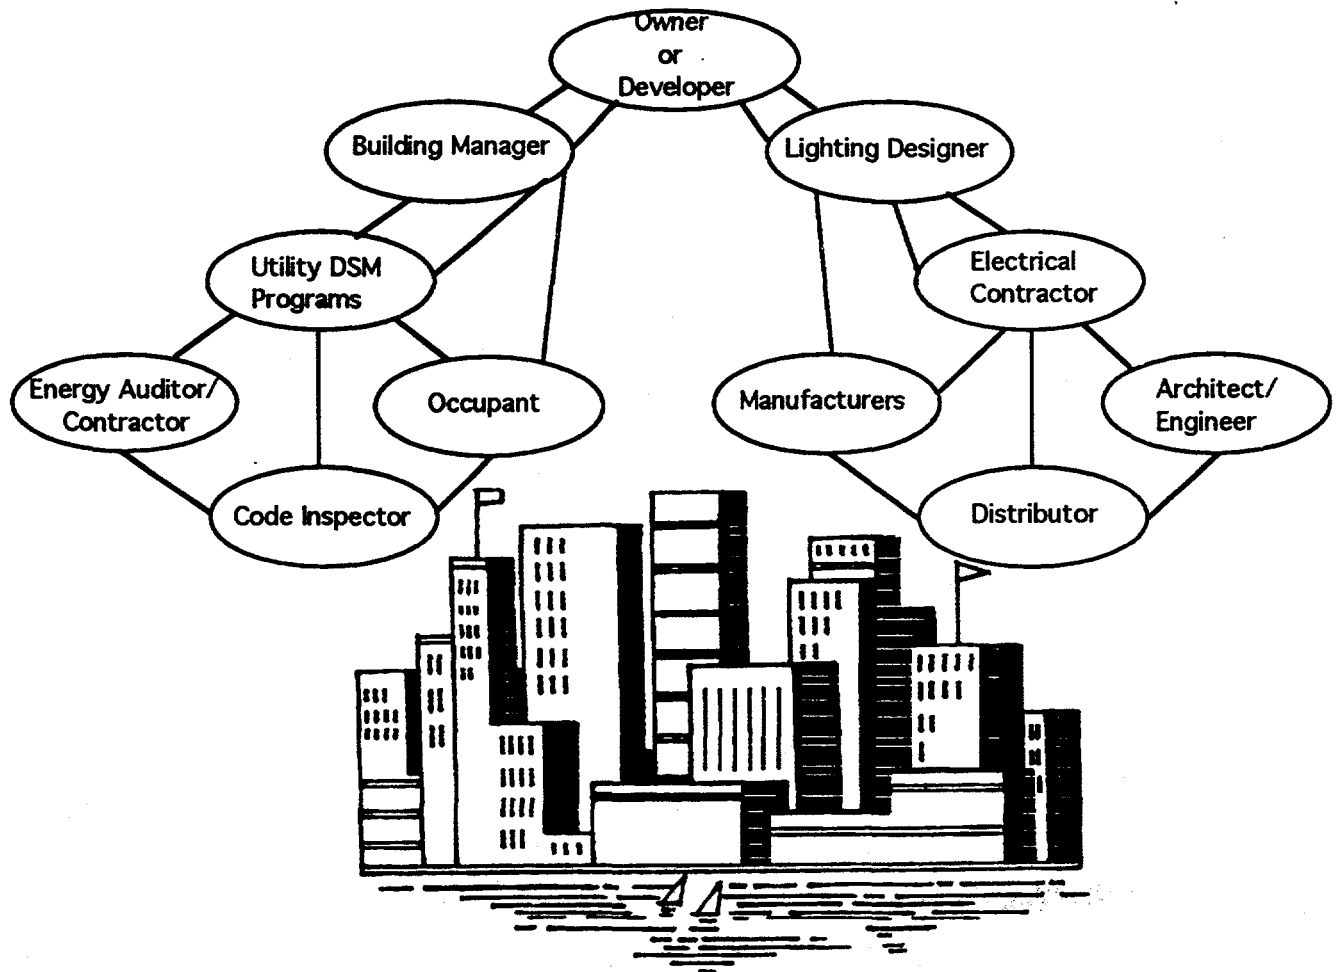 Owner
or
Developer
Building Manager
Lighting Designer
Utility DSM
Programs
Electrical
Contractor
Energy Auditor/
Contractor
Occupant
Manufacturers
Architect/
Engineer
Code Inspector
Distributor